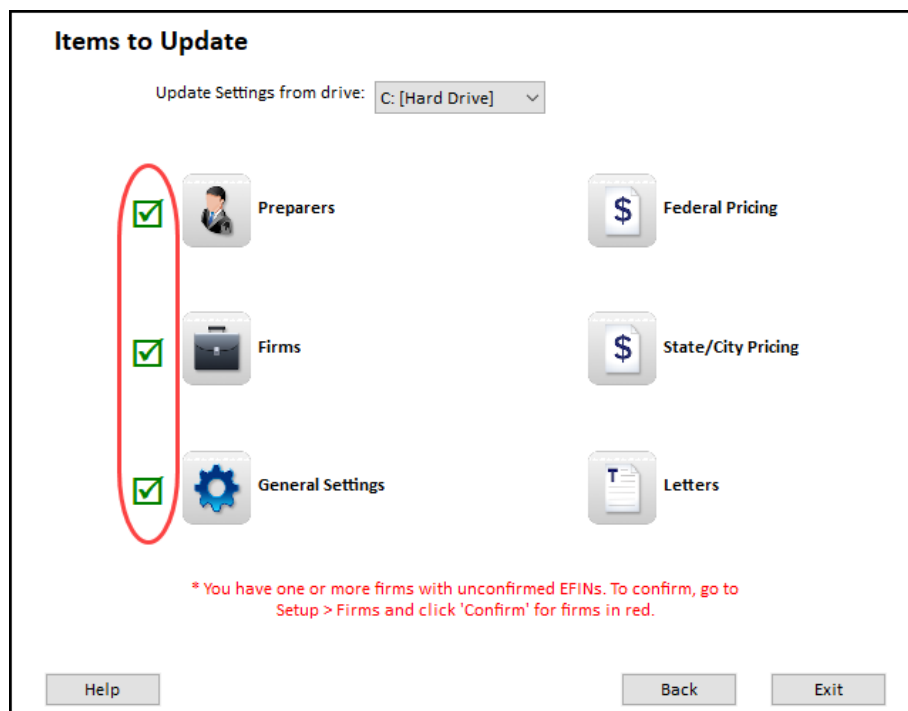 Items to Update
Update Settings from drive: C: [Hard Drive]
Preparers
Federal Pricing
Firms
State/City Pricing
General Settings
Letters
* You have one or more firms with unconfirmed EFINs. To confirm, go to
Setup > Firms and click 'Confirm' for firms in red.
Help
Back
Exit